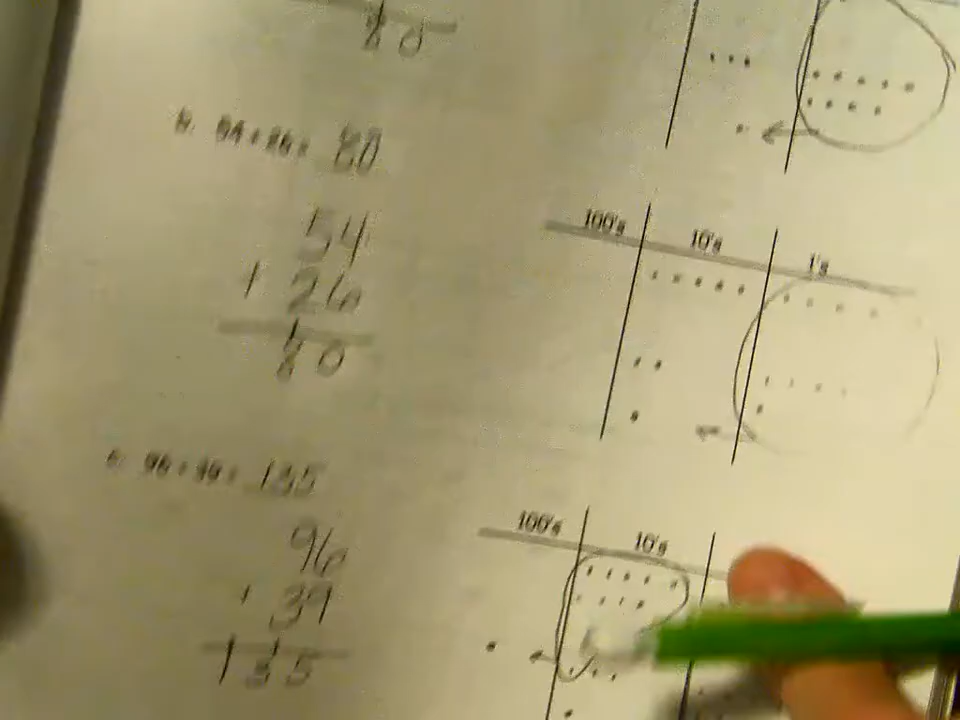 80
b. 54 + 26 = 80
54
+ 26
80
100's 10's 1's
c. 96 + 39 = 135
96
+ 39
135
100's 10's